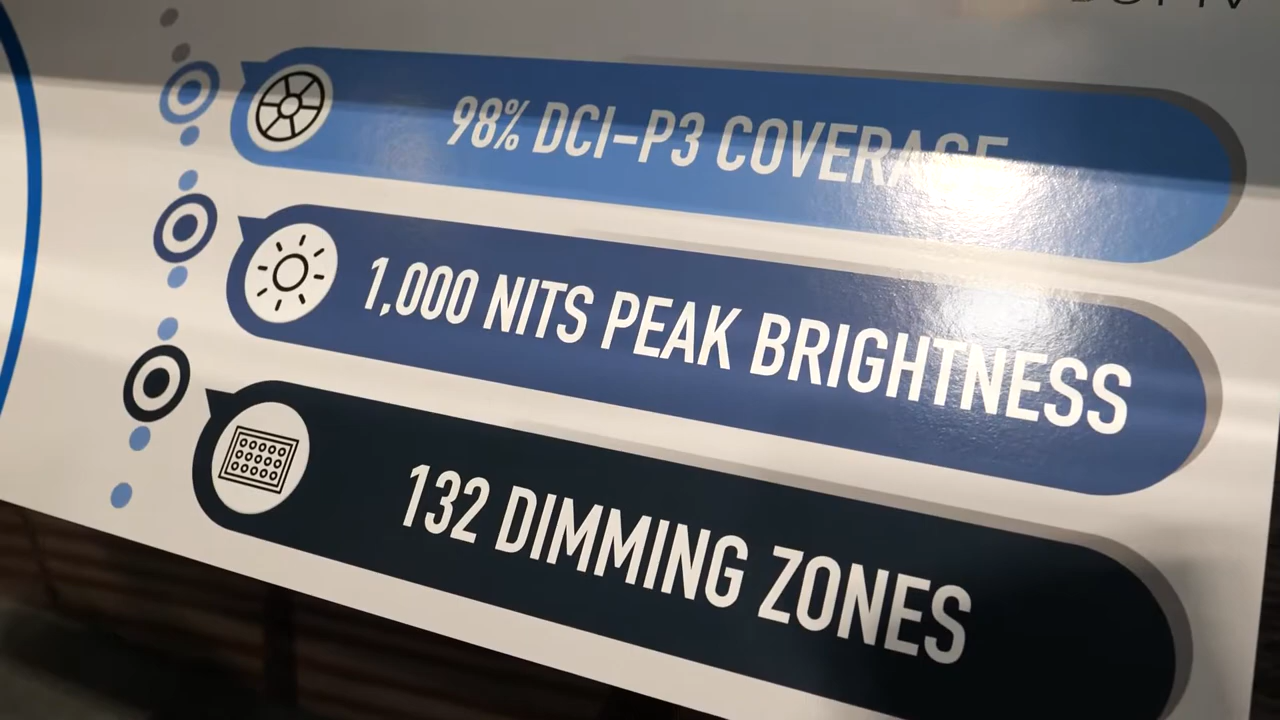 98% DCI-P3 COVERAGE
1,000 NITS PEAK BRIGHTNESS
132 DIMMING ZONES